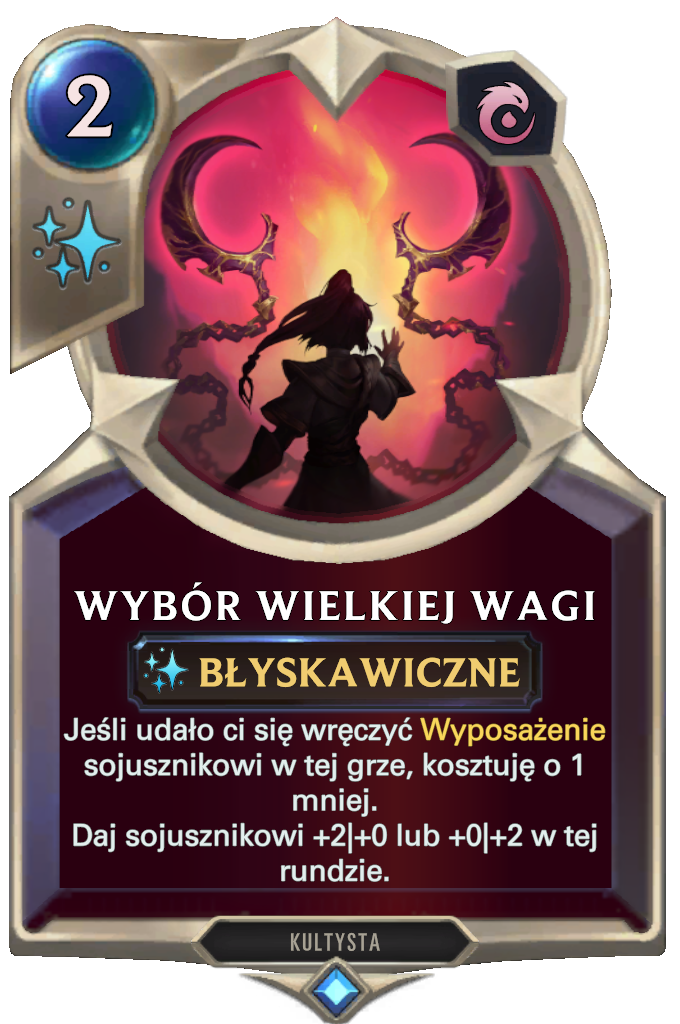 2
WYBÓR WIELKIEJ WAGI
BŁYSKAWICZNE
Jeśli udało ci się wręczyć Wyposażenie
sojusznikowi w tej grze, kosztuję o 1
mniej.
Daj sojusznikowi +2|+0 lub +0|+2 w tej
rundzie.
KULTYSTA